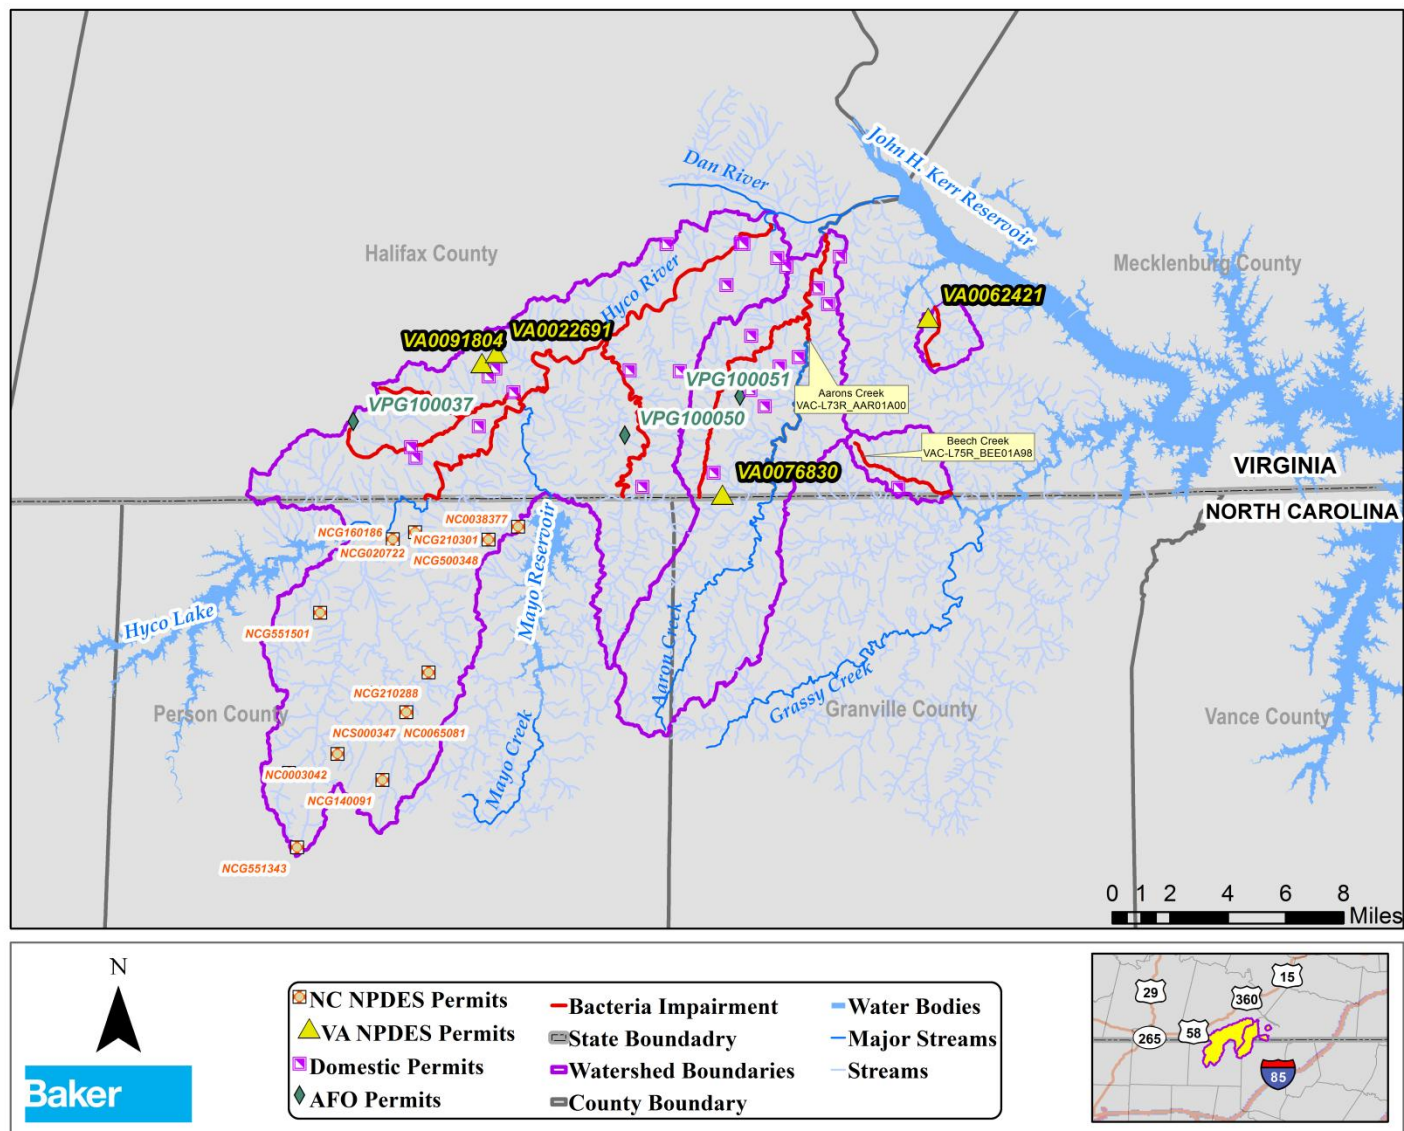 Dan River
John H. Kerr Reservoir
Halifax County
Mecklenburg County
Hyco River
VA0062421
VA0091804
VA0022691
VPG100051
VPG100037
Aarons Creek
VAC-L73R_AAR01A00
VPG100050
Beech Creek
VAC-L75R_BEE01A98
VA0076830
VIRGINIA
NORTH CAROLINA
NC0038377
NCG160186
NCG210301
NCG020722
NCG500348
Mayo Reservoir
Hyco Lake
NCG551501
Aaron Creek
Grassy Creek
NCG210288
Person County
Granville County
Vance County
NCS000347
NC0065081
NC0003042
Mayo Creek
NCG140091
NCG551343
0 1 2 4 6 8
Miles
N
Baker
NC NPDES Permits
VA NPDES Permits
Domestic Permits
AFO Permits
Bacteria Impairment
State Boundadry
Watershed Boundaries
County Boundary
Water Bodies
Major Streams
Streams
29
15
360
58
265
85